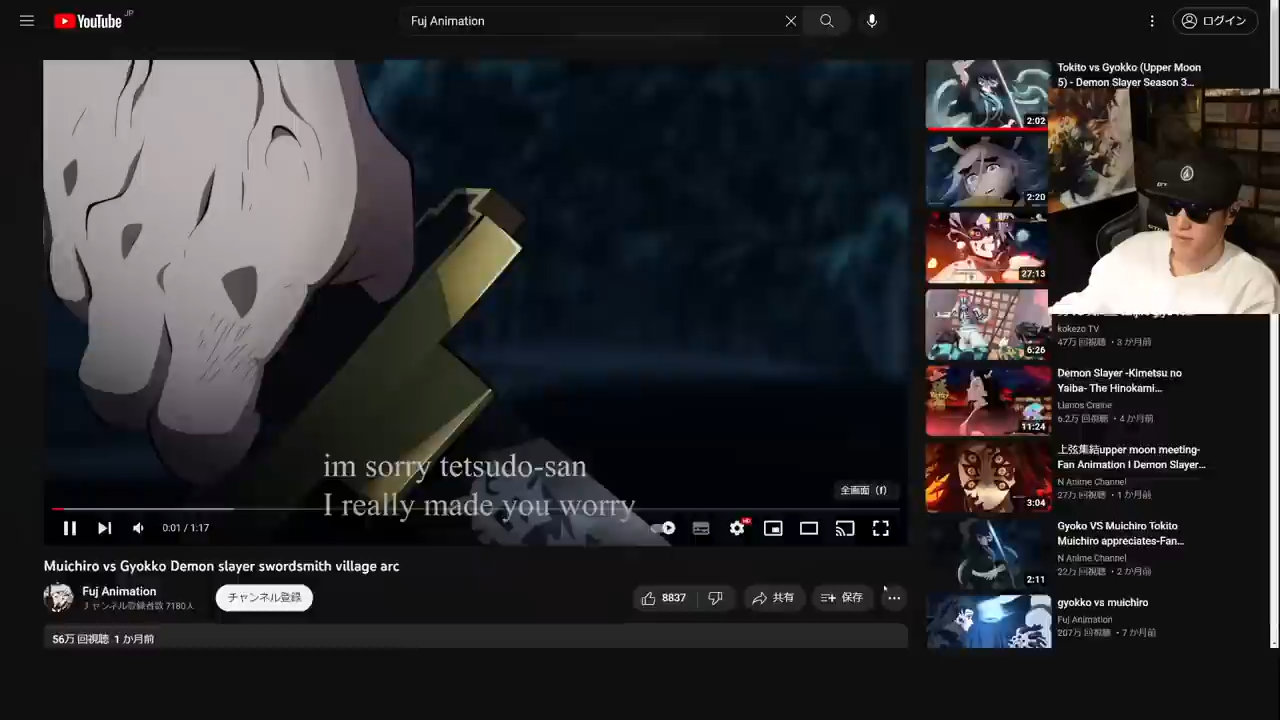 YouTube JP
Fuj Animation
ログイン
im sorry tetsudo-san
I really made you worry
全画面 (f)
0:01 / 1:17
HD
Muichiro vs Gyokko Demon slayer swordsmith village arc
Fuj Animation
チャンネル登録者数 7180人
チャンネル登録
8837
共有
保存
56万 回視聴 1 か月前
Tokito vs Gyokko (Upper Moon
5) - Demon Slayer Season 3...
2:02
2:20
27:13
kokezo TV
47万 回視聴 ・3 か月前
6:26
Demon Slayer -Kimetsu no
Yaiba- The Hinokami...
6.2万 回視聴 ・4 か月前
11:24
上弦集結upper moon meeting-
Fan Animation I Demon Slayer...
N Anime Channel
27万 回視聴 ・1 か月前
3:04
Gyoko VS Muichiro Tokito
Muichiro appreciates-Fan...
N Anime Channel
22万 回視聴 ・2 か月前
2:11
gyokko vs muichiro
Fuj Animation
207万 回視聴 ・7 か月前